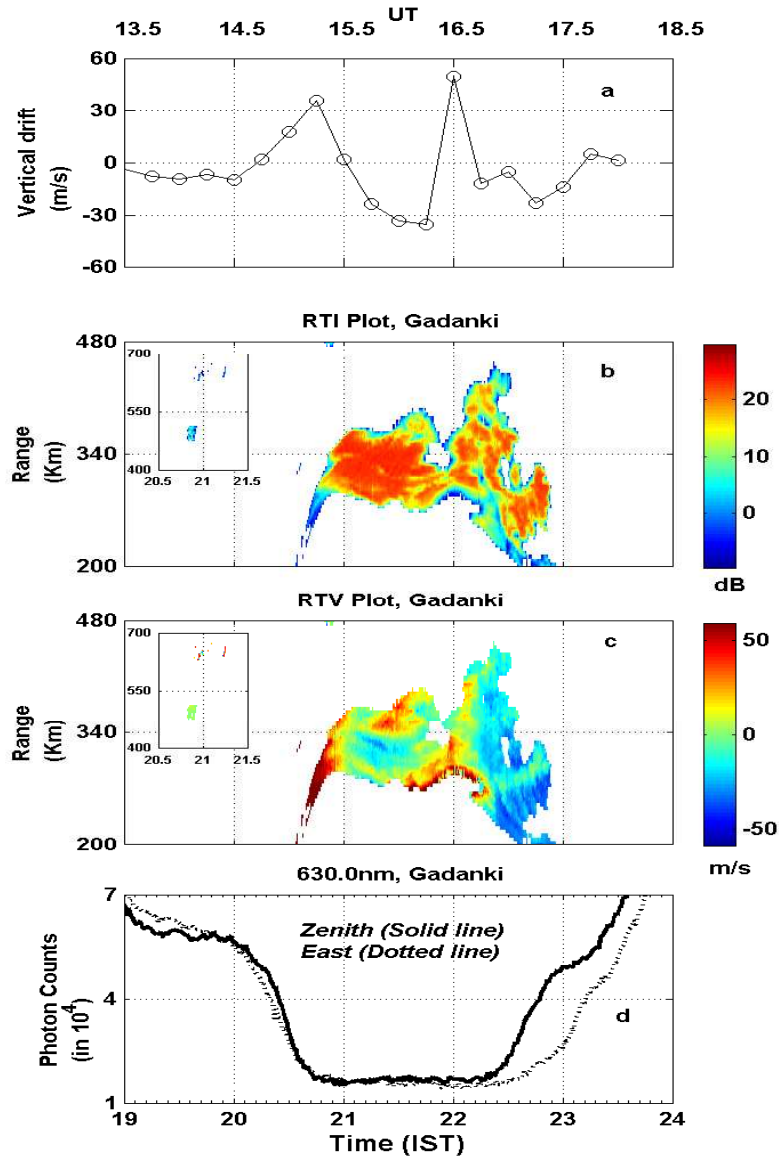 UT
13.5 14.5 15.5 16.5 17.5 18.5
60
30
0
-30
-60
Vertical drift
(m/s)
a
RTI Plot, Gadanki
480
340
200
Range
(Km)
700
550
400
20.5 21 21.5
b
20
0
dB
RTV Plot, Gadanki
480
340
200
Range
(Km)
700
550
400
20.5 21 21.5
c
50
0
-50
m/s
630.0nm, Gadanki
7
4
1
Photon Counts
(in 10^4)
Zenith (Solid line)
East (Dotted line)
d
19 20 21 22 23 24
Time (IST)